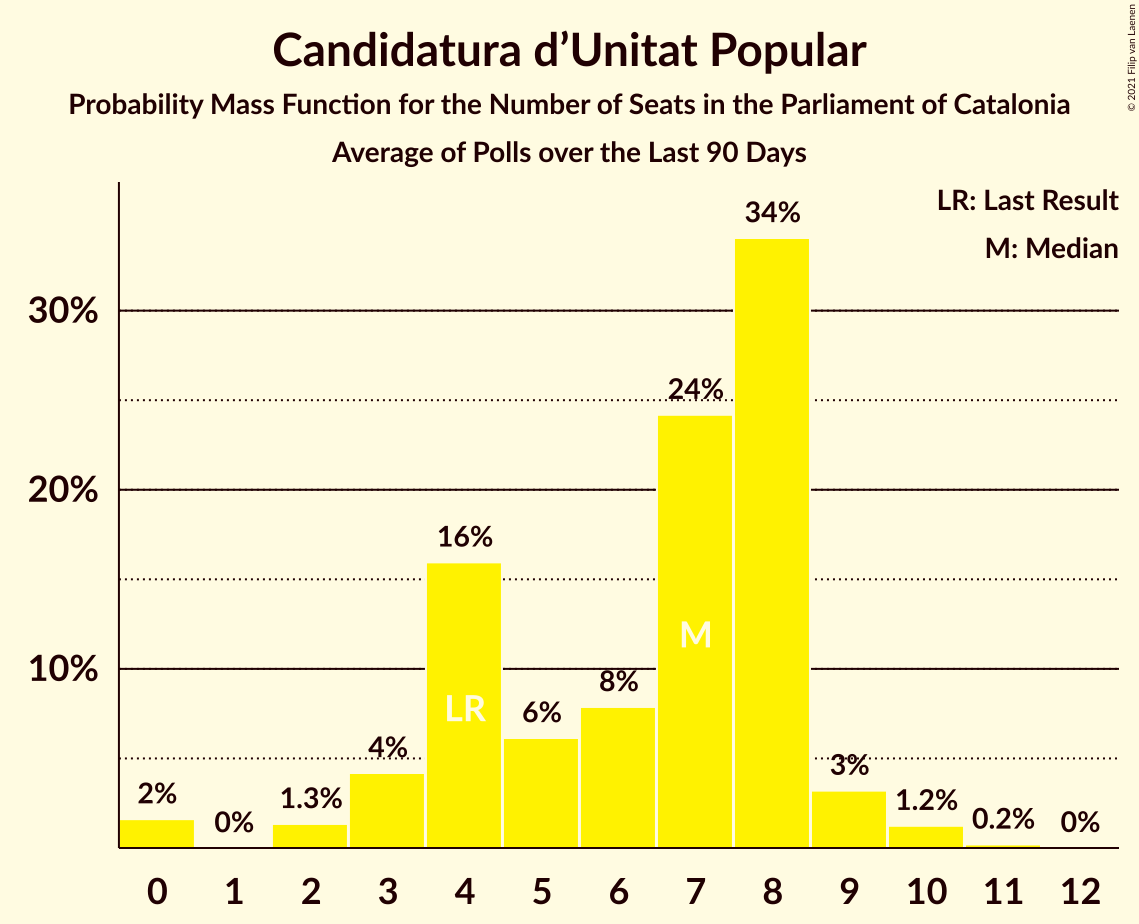 Candidatura d’Unitat Popular
Probability Mass Function for the Number of Seats in the Parliament of Catalonia
Average of Polls over the Last 90 Days
© 2021 Filip van Laenen
LR: Last Result
M: Median
34%
30%
24%
20%
16%
M
10%
8%
LR
6%
4%
3%
2%
1.3%
1.2%
0%
0.2%
0%
0 1 2 3 4 5 6 7 8 9 10 11 12